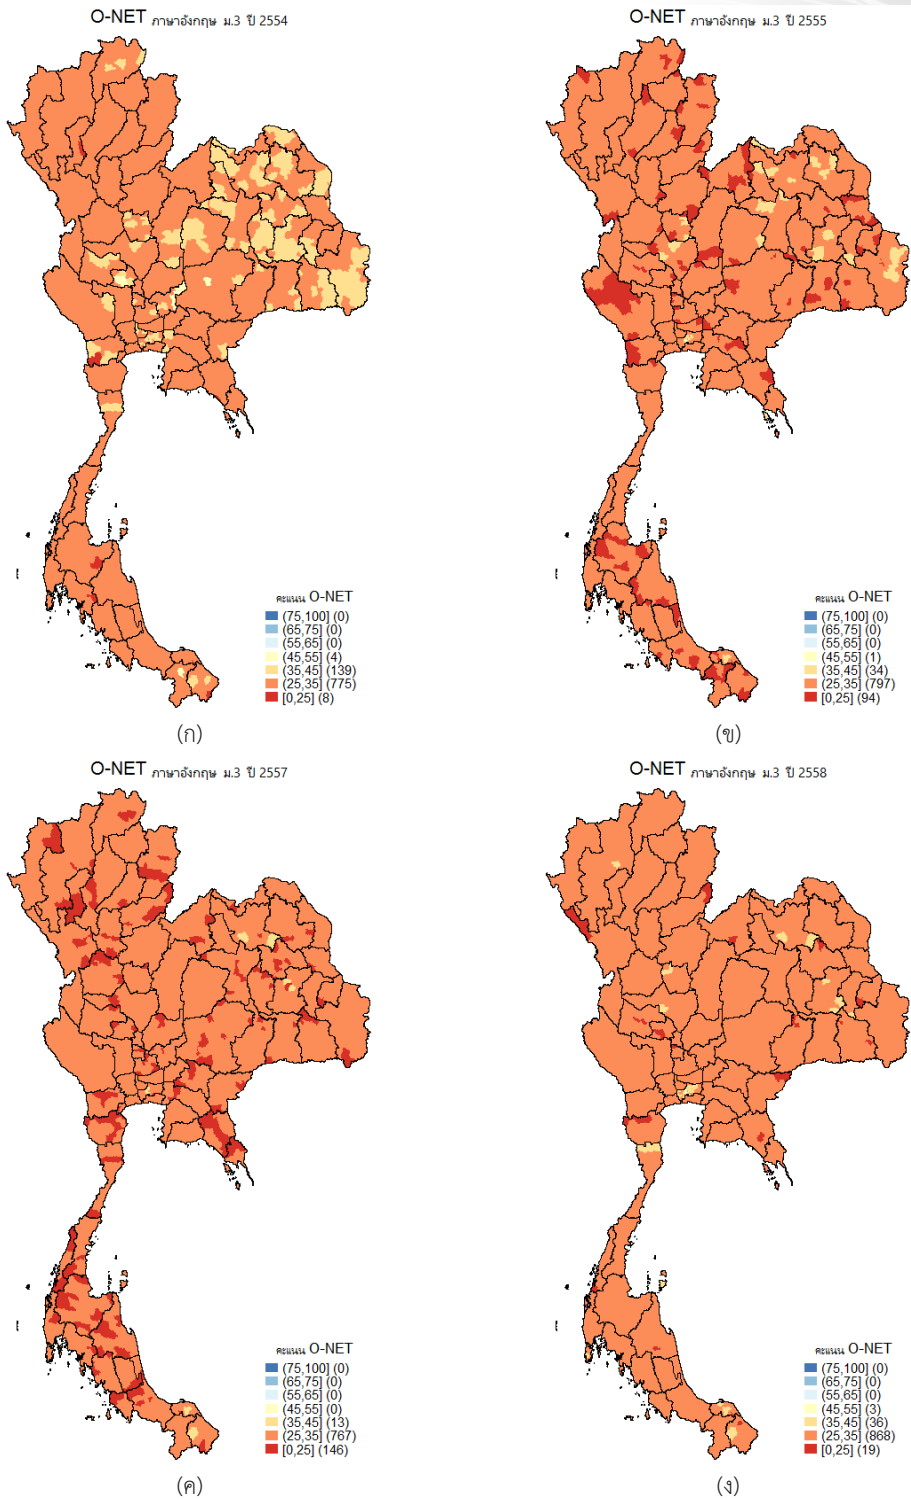 O-NET ภาษาอังกฤษ ม.3 ปี 2554
คะแนน O-NET
(75,100] (0)
(65,75] (0)
(55,65] (0)
(45,55] (4)
(35,45] (139)
(25,35] (775)
[0,25] (8)
(ก)
O-NET ภาษาอังกฤษ ม.3 ปี 2555
คะแนน O-NET
(75,100] (0)
(65,75] (0)
(55,65] (0)
(45,55] (1)
(35,45] (34)
(25,35] (797)
[0,25] (94)
(ข)
O-NET ภาษาอังกฤษ ม.3 ปี 2557
คะแนน O-NET
(75,100] (0)
(65,75] (0)
(55,65] (0)
(45,55] (0)
(35,45] (13)
(25,35] (767)
[0,25] (146)
(ค)
O-NET ภาษาอังกฤษ ม.3 ปี 2558
คะแนน O-NET
(75,100] (0)
(65,75] (0)
(55,65] (0)
(45,55] (3)
(35,45] (36)
(25,35] (868)
[0,25] (19)
(ง)